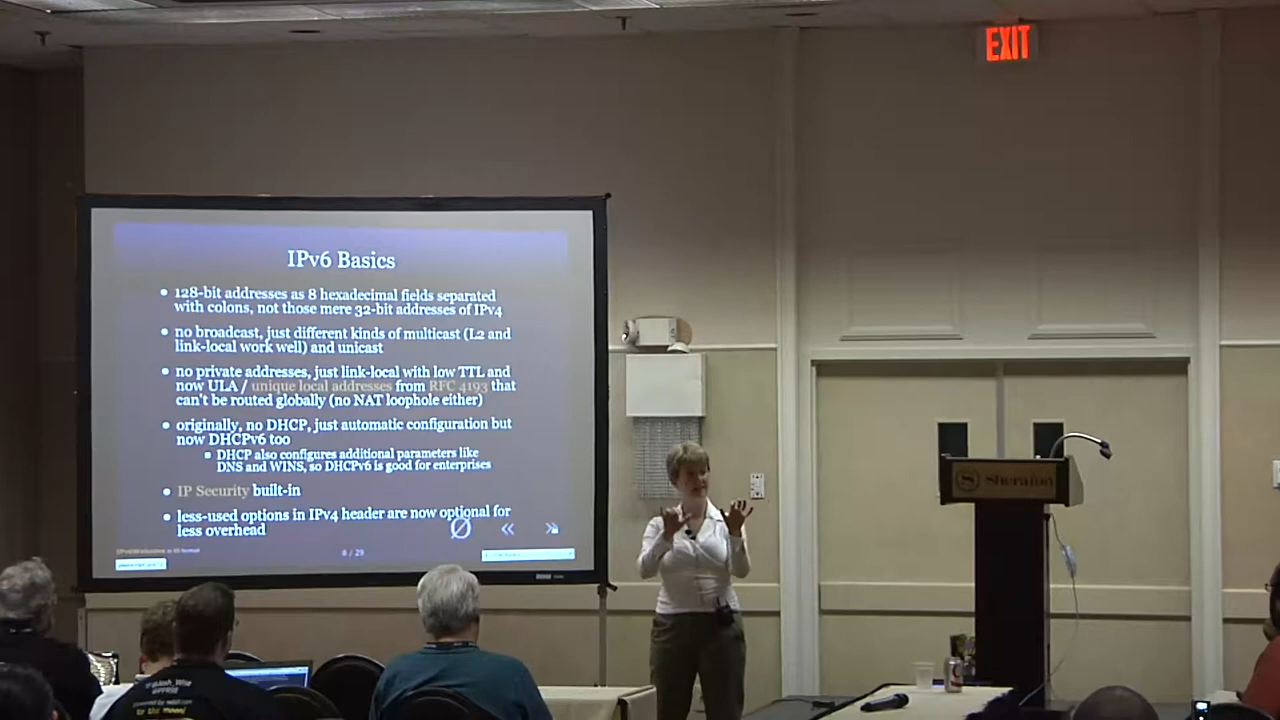 EXIT
IPv6 Basics
128-bit addresses as 8 hexadecimal fields separated
with colons, not those mere 32-bit addresses of IPv4
no broadcast, just different kinds of multicast (L2 and
link-local work well) and unicast
no private addresses, just link-local with low TTL and
now ULA / unique local addresses from RFC 4193 that
can't be routed globally (no NAT loophole either)
originally, no DHCP, just automatic configuration but
now DHCPv6 too
DHCP also configures additional parameters like
DNS and WINS, so DHCPv6 is good for enterprises
IP Security built-in
less-used options in IPv4 header are now optional for
less overhead
Ø « »
8 / 29
S Sheraton